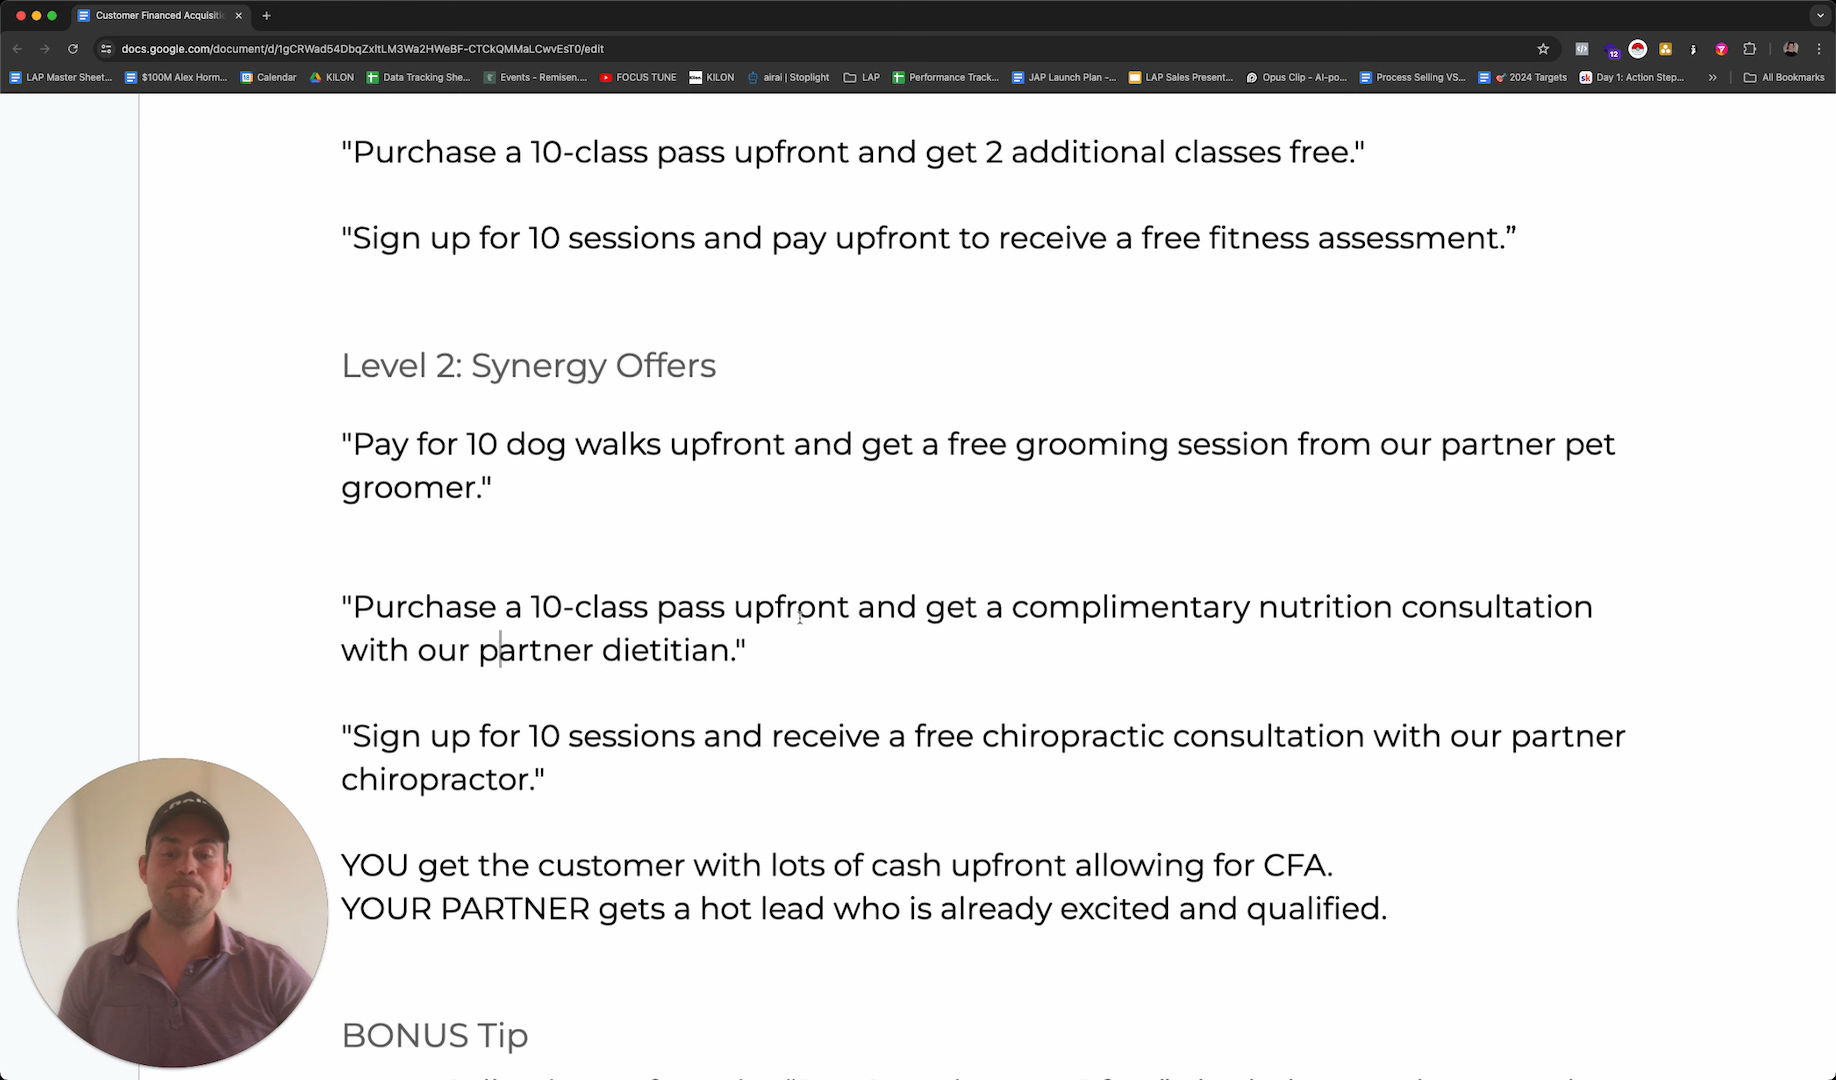 Customer Financed Acquisiti
docs.google.com/document/d/1gCRWad54DbqZxItLM3Wa2HWeBF-CTCkQMMaLCwvEsT0/edit
12
LAP Master Sheet... $100M Alex Horm... Calendar KILON Data Tracking She... Events - Remisen.... FOCUS TUNE KILON airai | Stoplight LAP Performance Track... JAP Launch Plan -... LAP Sales Present... Opus Clip - AI-po... Process Selling VS... 2024 Targets Day 1: Action Step... All Bookmarks
"Purchase a 10-class pass upfront and get 2 additional classes free."
"Sign up for 10 sessions and pay upfront to receive a free fitness assessment.”
Level 2: Synergy Offers
"Pay for 10 dog walks upfront and get a free grooming session from our partner pet
groomer."
"Purchase a 10-class pass upfront and get a complimentary nutrition consultation
with our partner dietitian."
"Sign up for 10 sessions and receive a free chiropractic consultation with our partner
chiropractor."
YOU get the customer with lots of cash upfront allowing for CFA.
YOUR PARTNER gets a hot lead who is already excited and qualified.
BONUS Tip